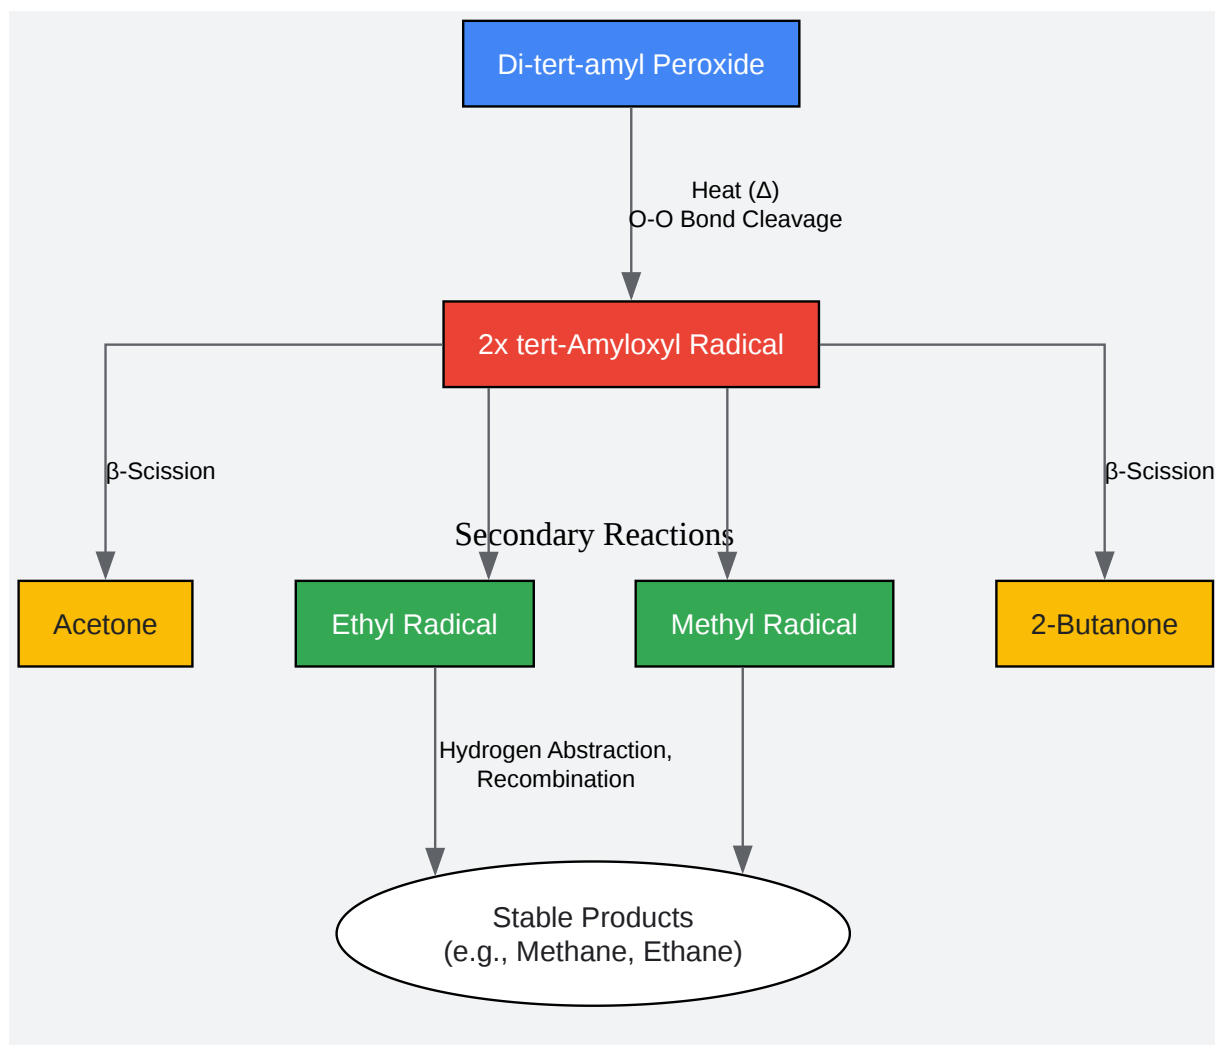 Di-tert-amyl Peroxide
Heat (Δ)
O-O Bond Cleavage
2x tert-Amyloxyl Radical
β-Scission
β-Scission
Secondary Reactions
Acetone
Ethyl Radical
Methyl Radical
2-Butanone
Hydrogen Abstraction,
Recombination
Stable Products
(e.g., Methane, Ethane)